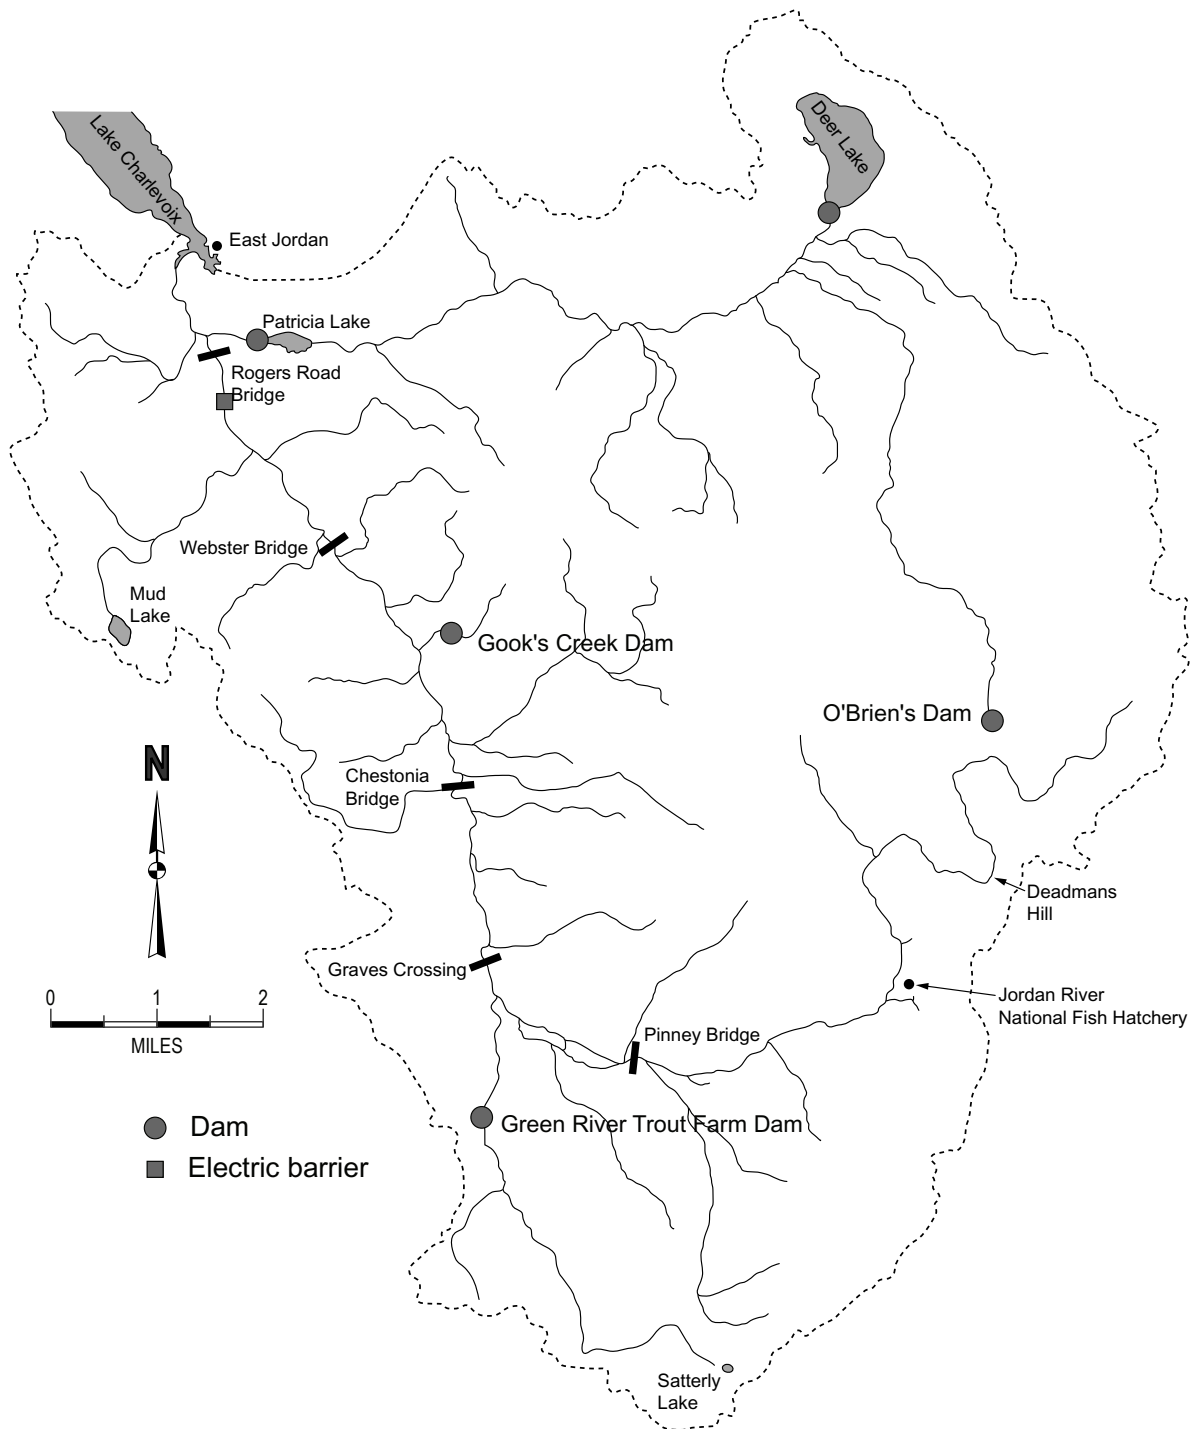 Deer Lake
Lake Charlevoix
East Jordan
Patricia Lake
Rogers Road
Bridge
Webster Bridge
Mud
Lake
Gook's Creek Dam
O'Brien's Dam
N
Chestonia
Bridge
Deadmans
Hill
Graves Crossing
Jordan River
National Fish Hatchery
0 1 2
MILES
Pinney Bridge
Dam
Green River Trout Farm Dam
Electric barrier
Satterly
Lake